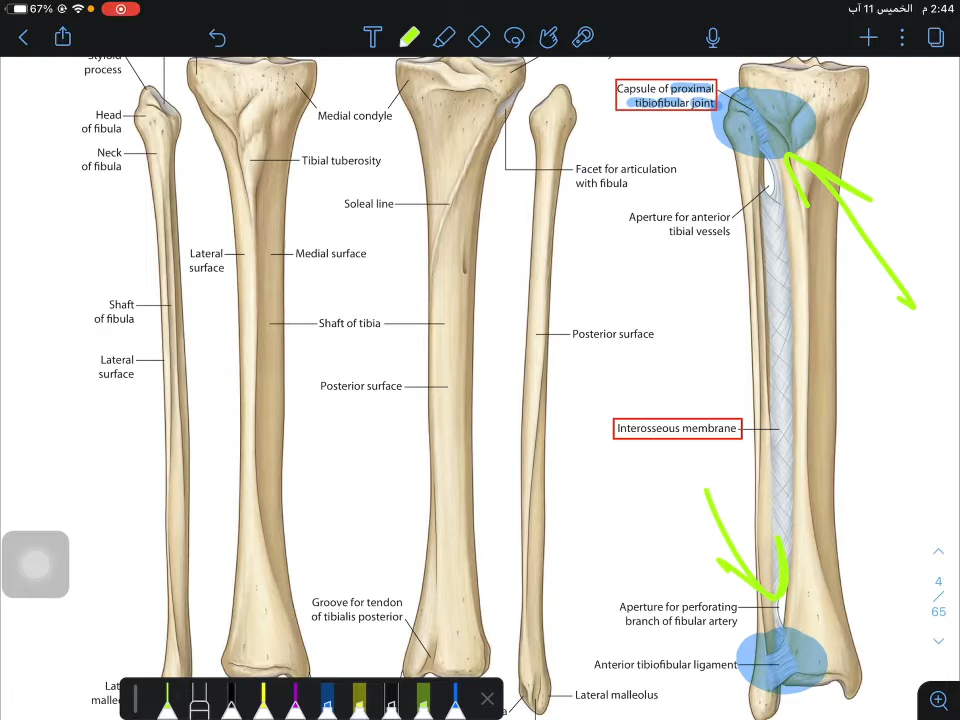 67%
2:44 م الخميس 11 آب
Styloid
process
Head
of fibula
Neck
of fibula
Medial condyle
Tibial tuberosity
Soleal line
Lateral
surface
Medial surface
Shaft
of fibula
Shaft of tibia
Lateral
surface
Posterior surface
Groove for tendon
of tibialis posterior
Facet for articulation
with fibula
Posterior surface
Lateral malleolus
Capsule of proximal
tibiofibular joint
Aperture for anterior
tibial vessels
Interosseous membrane
Aperture for perforating
branch of fibular artery
Anterior tibiofibular ligament
4
/
65